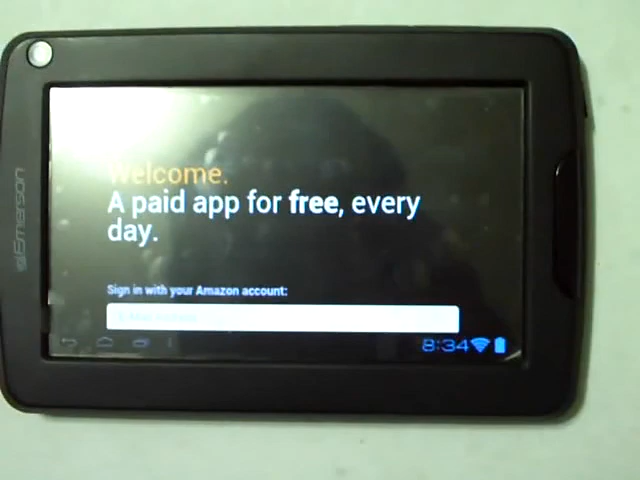 Welcome.
A paid app for free, every
day.
Sign in with your Amazon account:
8:34
Emerson